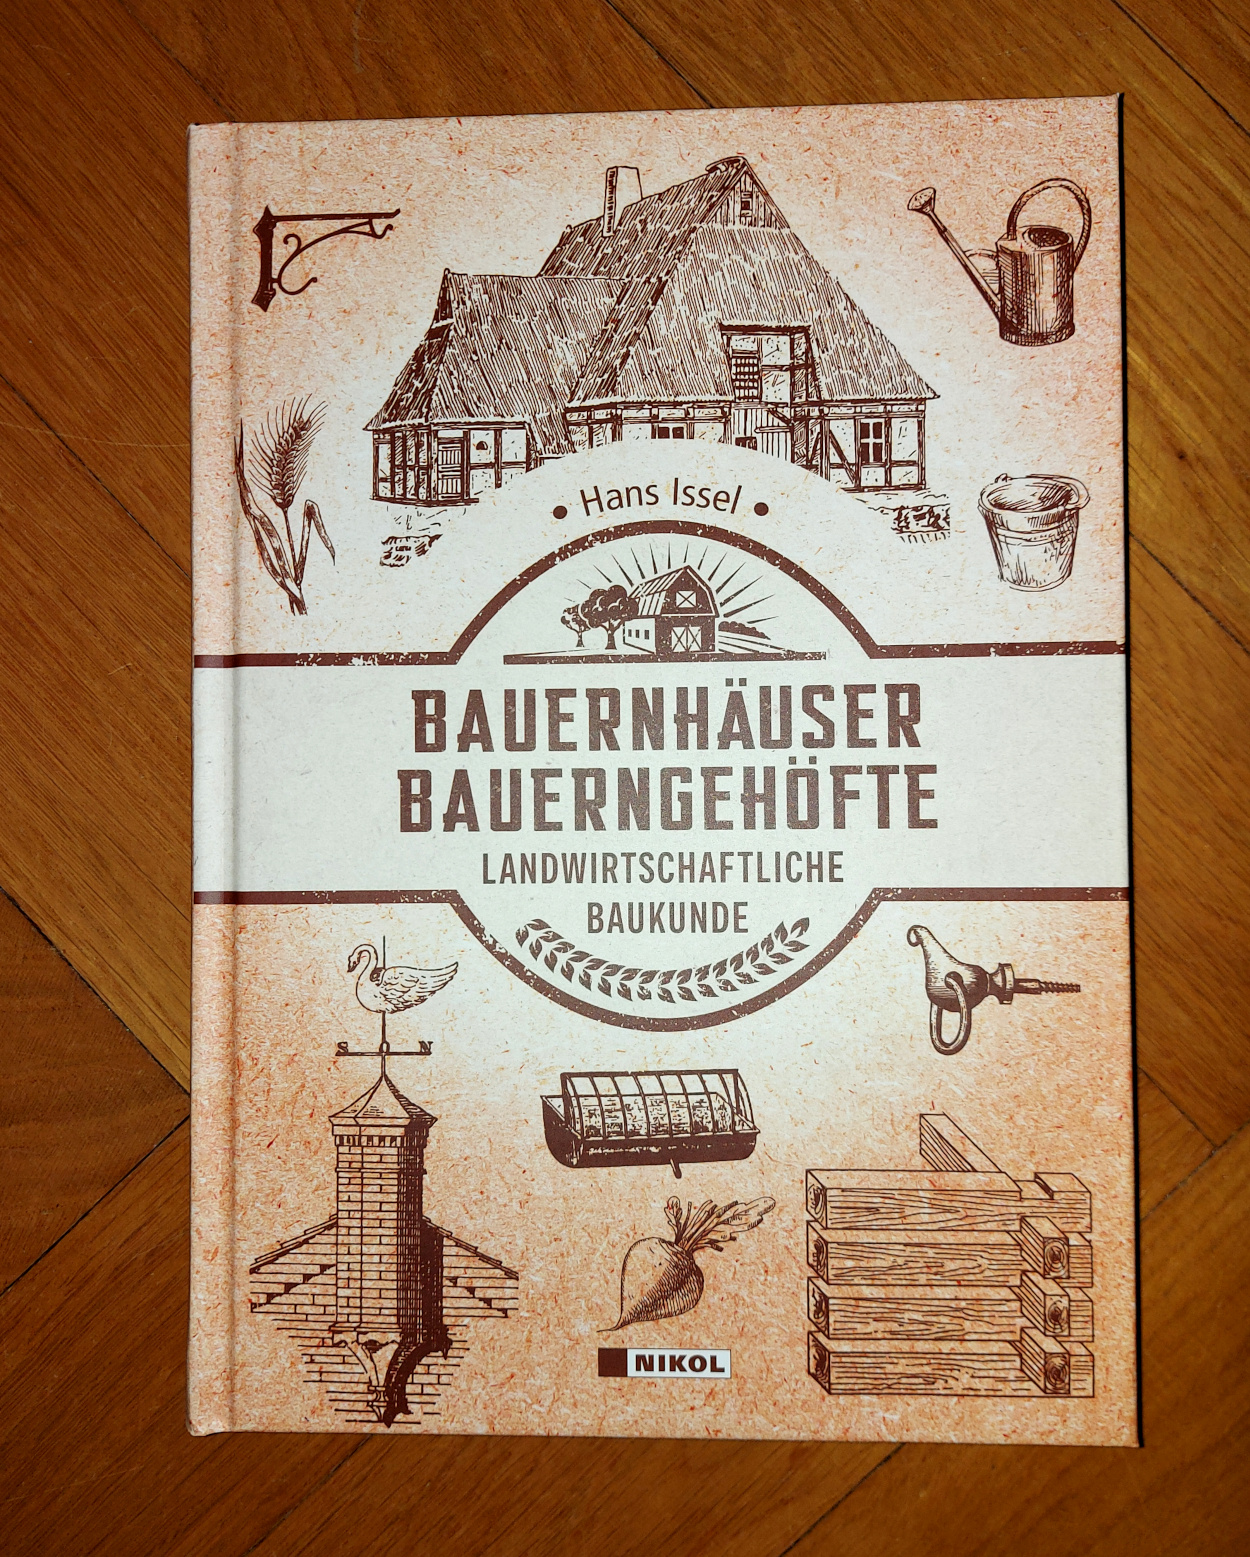 • Hans Issel •
BAUERNHÄUSER
BAUERNGEHÖFTE
LANDWIRTSCHAFTLICHE
BAUKUNDE
S O N
NIKOL